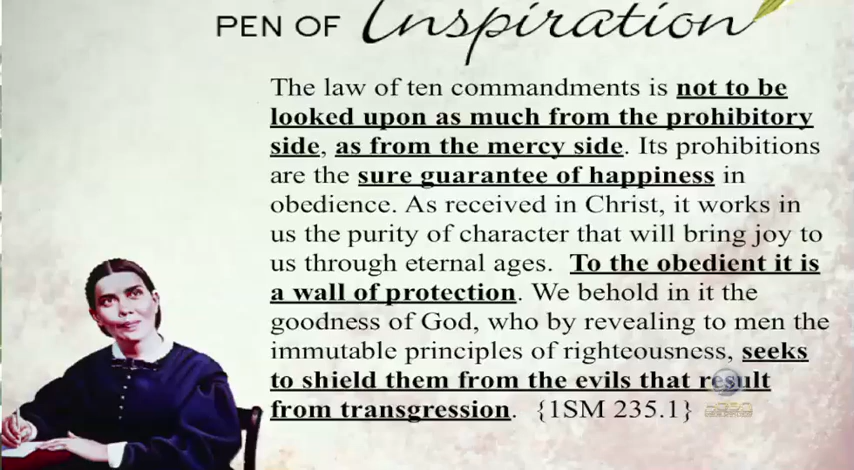 PEN OF Inspiration
The law of ten commandments is not to be
looked upon as much from the prohibitory
side, as from the mercy side. Its prohibitions
are the sure guarantee of happiness in
obedience. As received in Christ, it works in
us the purity of character that will bring joy to
us through eternal ages. To the obedient it is
a wall of protection. We behold in it the
goodness of God, who by revealing to men the
immutable principles of righteousness, seeks
to shield them from the evils that result
from transgression. {1SM 235.1}